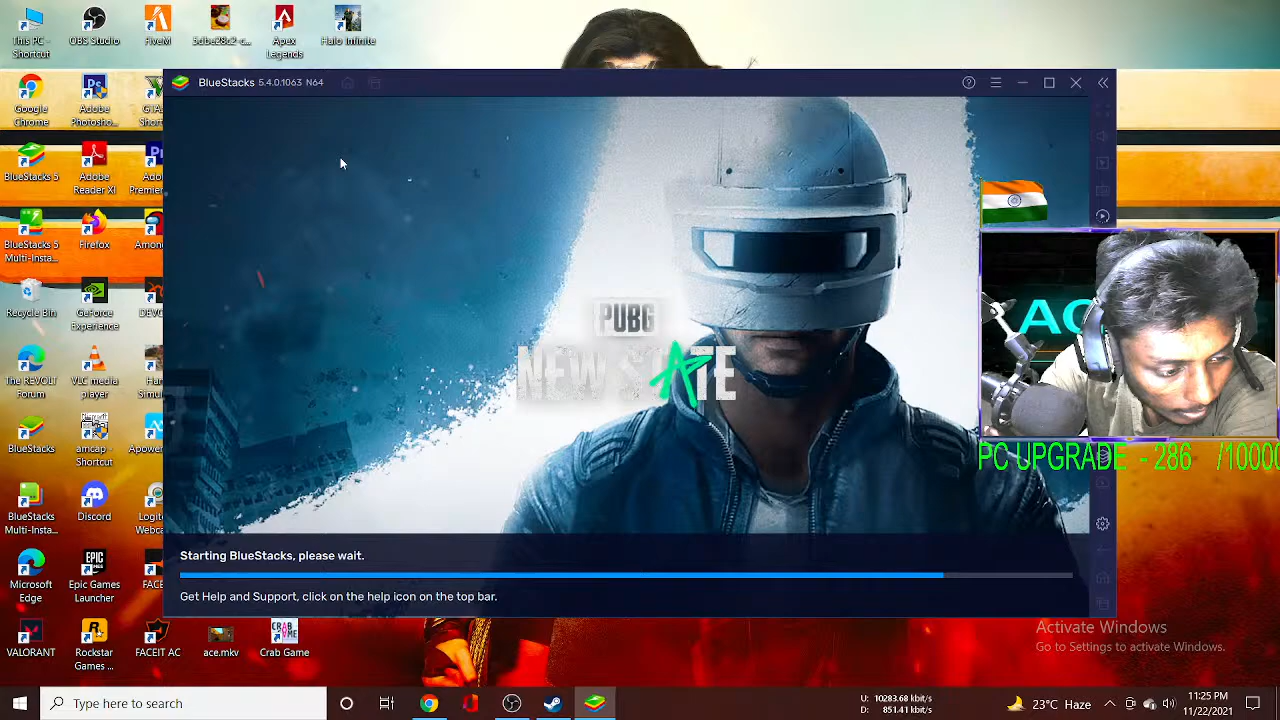 This PC -
Shortcut
OBS Studio
FiveM
5dbe28c2-c...
Apex
Legends
Halo Infinite
BlueStacks 5.4.0.1063 N64
Google
Chrome
Adobe
Photosho...
BlueStacks 5
Adobe
Reader XI
BlueStacks 5
Multi-Insta...
Firefox
Recycle Bin
GeForce
Experience
The REVOLT
Forum
VLC media
player
BlueStacks
amcap -
Shortcut
BlueStacks
Multi-Insta...
Discord
Microsoft
Edge
Epic Games
Launcher
FACEIT
VALORANT
Rockstar
Games ...
FACEIT AC
ace.mkv
Crab Game
PUBG
NEW STATE
PC UPGRADE - 286 /10000
Starting BlueStacks, please wait.
Get Help and Support, click on the help icon on the top bar.
Activate Windows
Go to Settings to activate Windows.
Type here to search
U: 10283.68 kbit/s
D: 851.41 kbit/s
23°C Haze
11:25 PM
11/22/2021